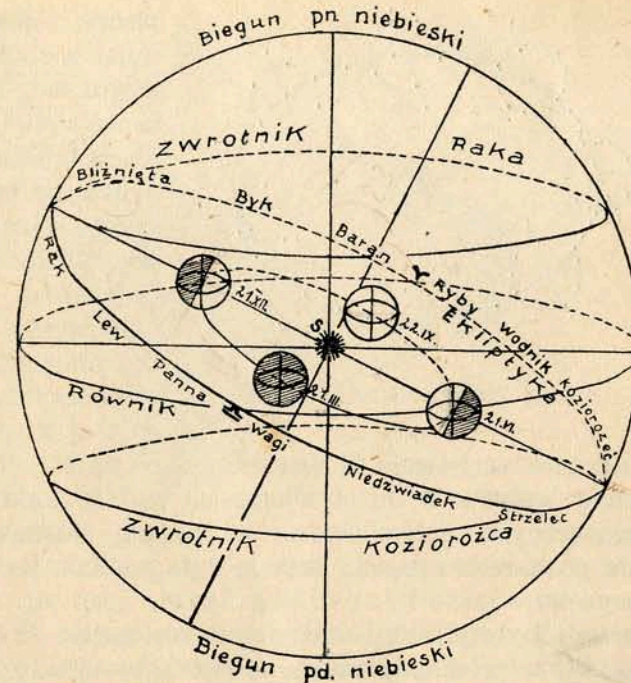 Biegun pn niebieski
Zwrotnik Raka
Bliźnięta
Byk
Baran
Rak
Ryby
Wodnik
Koziorożec
Ekliptyka
21.XII.
S
22.IX.
Lew
Panna
21.III.
21.VI.
Równik
Wagi
Niedźwiadek
Strzelec
Zwrotnik Koziorożca
Biegun pd. niebieski